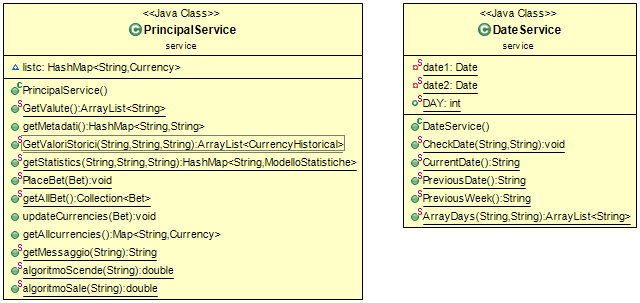 <<Java Class>>
PrincipalService
service
listc: HashMap<String,Currency>
PrincipalService()
GetValute():ArrayList<String>
getMetadati():HashMap<String,String>
GetValoriStorici(String,String,String):ArrayList<CurrencyHistorical>
getStatistics(String,String,String):HashMap<String,ModelloStatistiche>
PlaceBet(Bet):void
getAllBet():Collection<Bet>
updateCurrencies(Bet):void
getAllcurrencies():Map<String,Currency>
getMessaggio(String):String
algoritmoScende(String):double
algoritmoSale(String):double
<<Java Class>>
DateService
service
date1: Date
date2: Date
DAY: int
DateService()
CheckDate(String,String):void
CurrentDate():String
PreviousDate():String
PreviousWeek():String
ArrayDays(String,String):ArrayList<String>